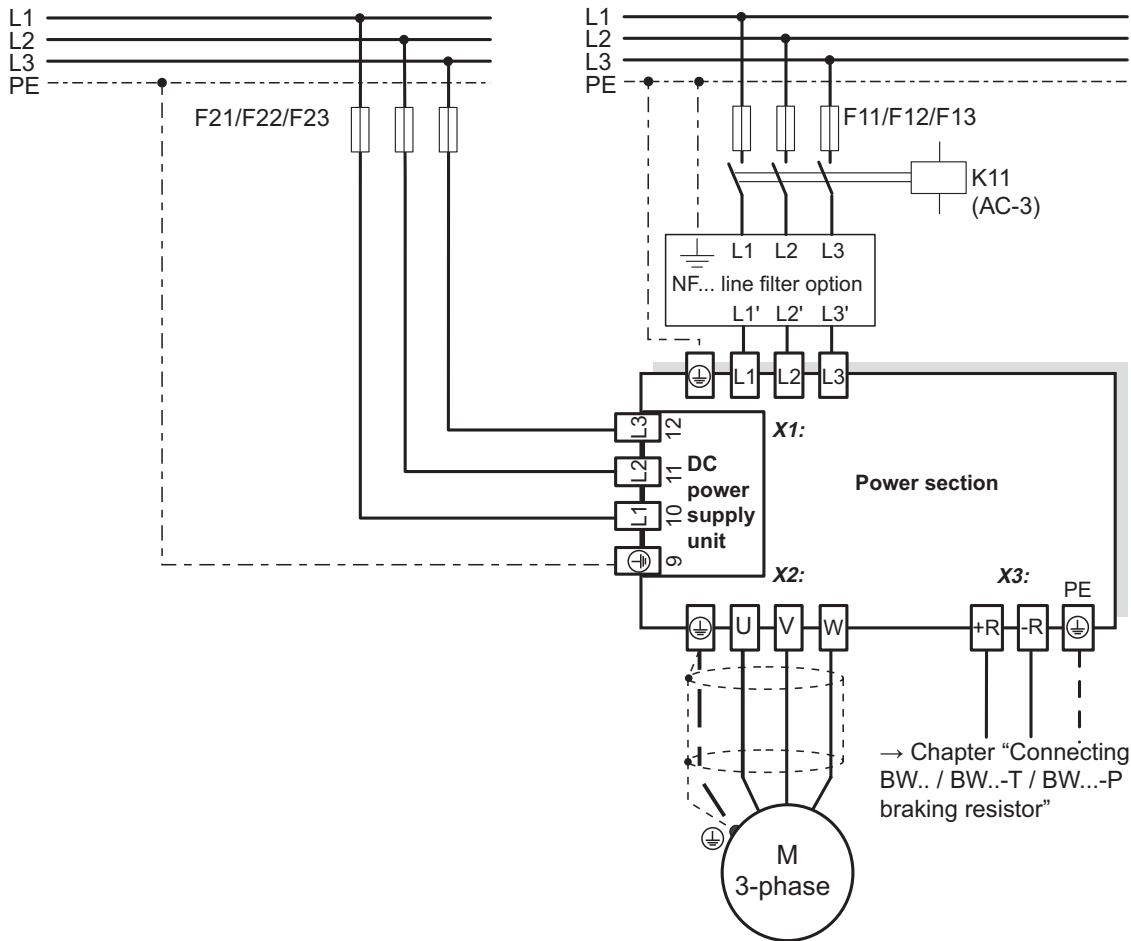 L1
L2
L3
PE
F21/F22/F23
L1
L2
L3
PE
F11/F12/F13
K11
(AC-3)
L1 L2 L3
NF... line filter option
L1' L2' L3'
L1 L2 L3
X1:
L3 12
L2 11
L1 10
9
DC
power
supply
unit
Power section
X2:
X3:
PE
U V W
+R -R
→ Chapter “Connecting
BW.. / BW..-T / BW...-P
braking resistor”
M
3-phase